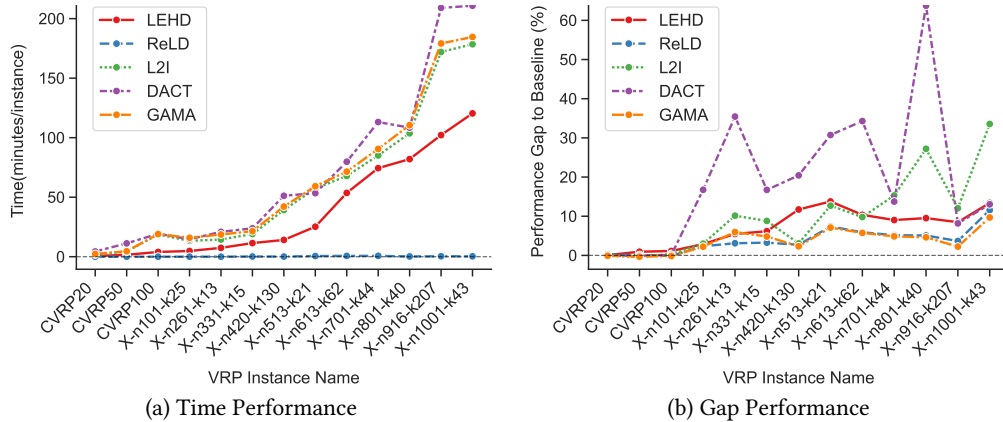 200
150
100
50
0
Time(minutes/instance)
LEHD
ReLD
L2I
DACT
GAMA
CVRP20
CVRP50
CVRP100
X-n101-k25
X-n261-k13
X-n331-k15
X-n420-k130
X-n513-k21
X-n613-k62
X-n701-k44
X-n801-k40
X-n916-k207
X-n1001-k43
VRP Instance Name
(a) Time Performance
60
50
40
30
20
10
0
Performance Gap to Baseline (%)
LEHD
ReLD
L2I
DACT
GAMA
CVRP20
CVRP50
CVRP100
X-n101-k25
X-n261-k13
X-n331-k15
X-n420-k130
X-n513-k21
X-n613-k62
X-n701-k44
X-n801-k40
X-n916-k207
X-n1001-k43
VRP Instance Name
(b) Gap Performance